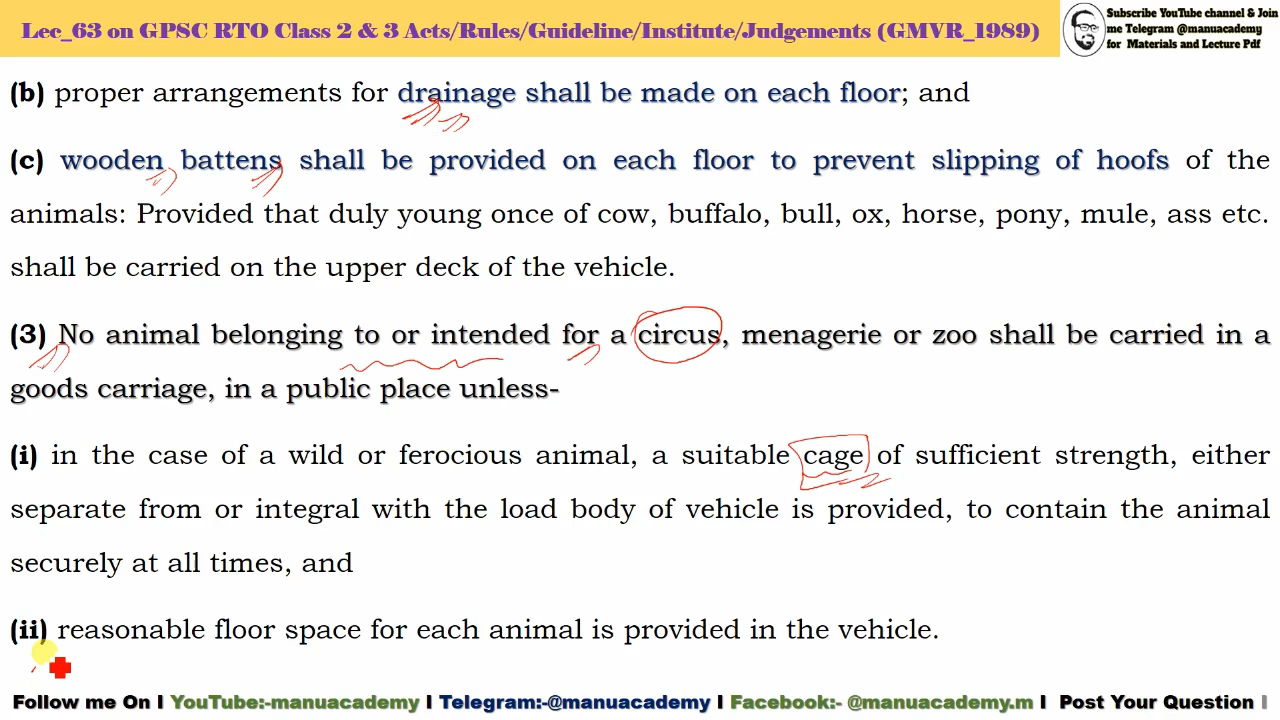 Lec_63 on GPSC RTO Class 2 & 3 Acts/Rules/Guideline/Institute/Judgements (GMVR_1989)
Subscribe YouTube channel & Join
me Telegram @manuacademy
for Materials and Lecture Pdf
(b) proper arrangements for drainage shall be made on each floor; and
(c) wooden battens shall be provided on each floor to prevent slipping of hoofs of the
animals: Provided that duly young once of cow, buffalo, bull, ox, horse, pony, mule, ass etc.
shall be carried on the upper deck of the vehicle.
(3) No animal belonging to or intended for a circus, menagerie or zoo shall be carried in a
goods carriage, in a public place unless-
(i) in the case of a wild or ferocious animal, a suitable cage of sufficient strength, either
separate from or integral with the load body of vehicle is provided, to contain the animal
securely at all times, and
(ii) reasonable floor space for each animal is provided in the vehicle.
Follow me On I YouTube:-manuacademy I Telegram:-@manuacademy I Facebook:- @manuacademy.m I Post Your Question I